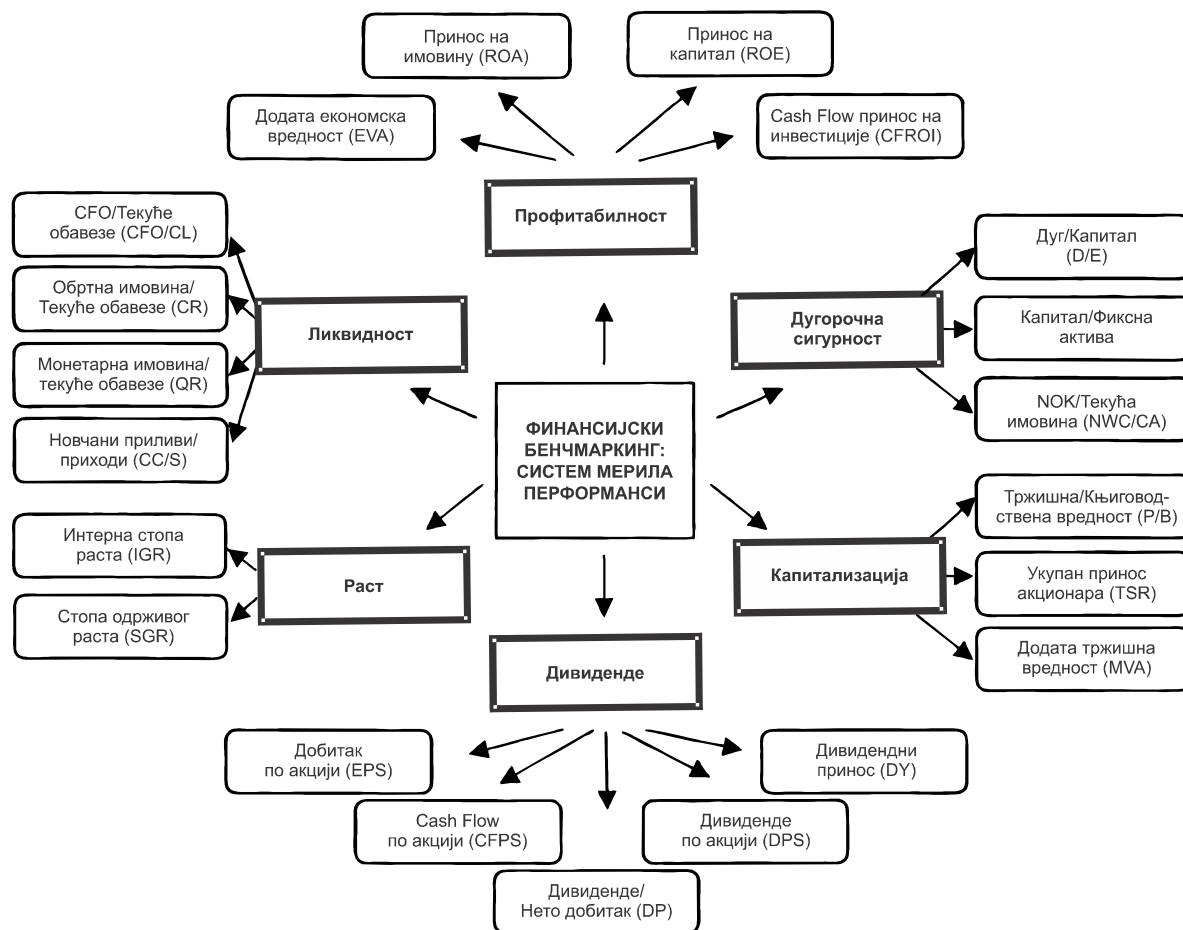 Принос на
имовину (ROA)
Принос на
капитал (ROE)
Додата економска
вредност (EVA)
Cash Flow принос на
инвестиције (CFROI)
Профитабилност
CFO/Текуће
обавезе (CFO/CL)
Обртна имовина/
Текуће обавезе (CR)
Монетарна имовина/
текуће обавезе (QR)
Новчани приливи/
приходи (CC/S)
Ликвидност
Дугорочна
сигурност
Дуг/Капитал
(D/E)
Капитал/Фиксна
актива
NOK/Текућа
имовина (NWC/CA)
ФИНАНСИЈСКИ
БЕНЧМАРКИНГ:
СИСТЕМ МЕРИЛА
ПЕРФОРМАНСИ
Интерна стопа
раста (IGR)
Стопа одрживог
раста (SGR)
Раст
Капитализација
Тржишна/Књиговод-
ствена вредност (P/B)
Укупан принос
акционара (TSR)
Додата тржишна
вредност (MVA)
Дивиденде
Добитак
по акцији (EPS)
Cash Flow
по акцији (CFPS)
Дивиденде/
Нето добитак (DP)
Дивиденде
по акцији (DPS)
Дивидендни
принос (DY)